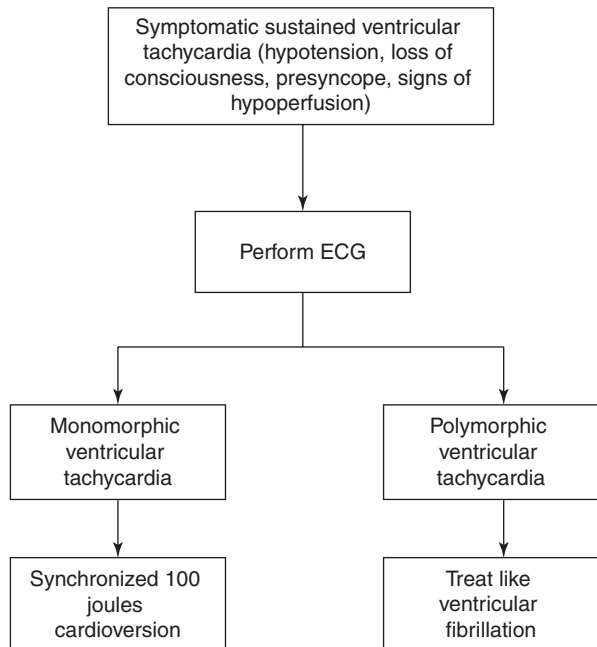 Symptomatic sustained ventricular
tachycardia (hypotension, loss of
consciousness, presyncope, signs of
hypoperfusion)
Perform ECG
Monomorphic
ventricular
tachycardia
Polymorphic
ventricular
tachycardia
Synchronized 100
joules
cardioversion
Treat like
ventricular
fibrillation